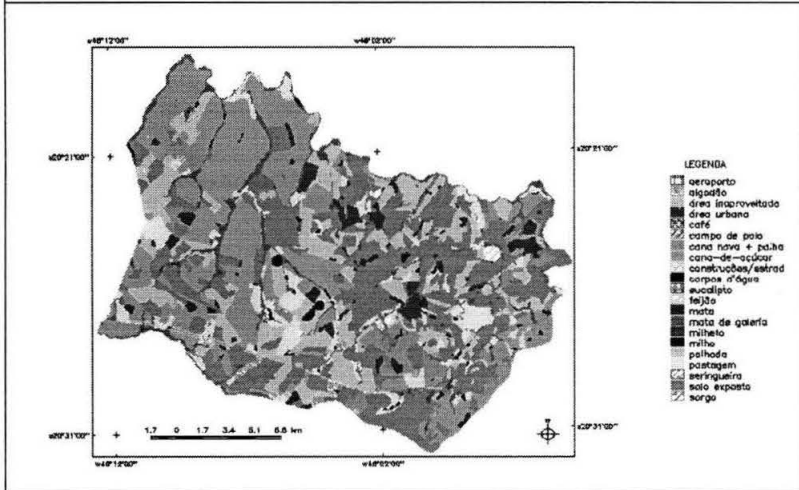 w48°12'00"
w48°02'00"
s20°21'00"
s20°21'00"
LEGENDA
aeroporto
algodão
área inaproveitada
área urbana
café
campo de polo
cana nova + palha
cana-de-açúcar
construções/estrad
corpos d'água
eucalipto
feijão
mata
mata de galeria
milheto
milho
palhada
pastagem
seringueira
solo exposto
sorgo
1.7 0 1.7 3.4 5.1 6.8 km
s20°31'00"
s20°31'00"
w48°12'00"
w48°02'00"